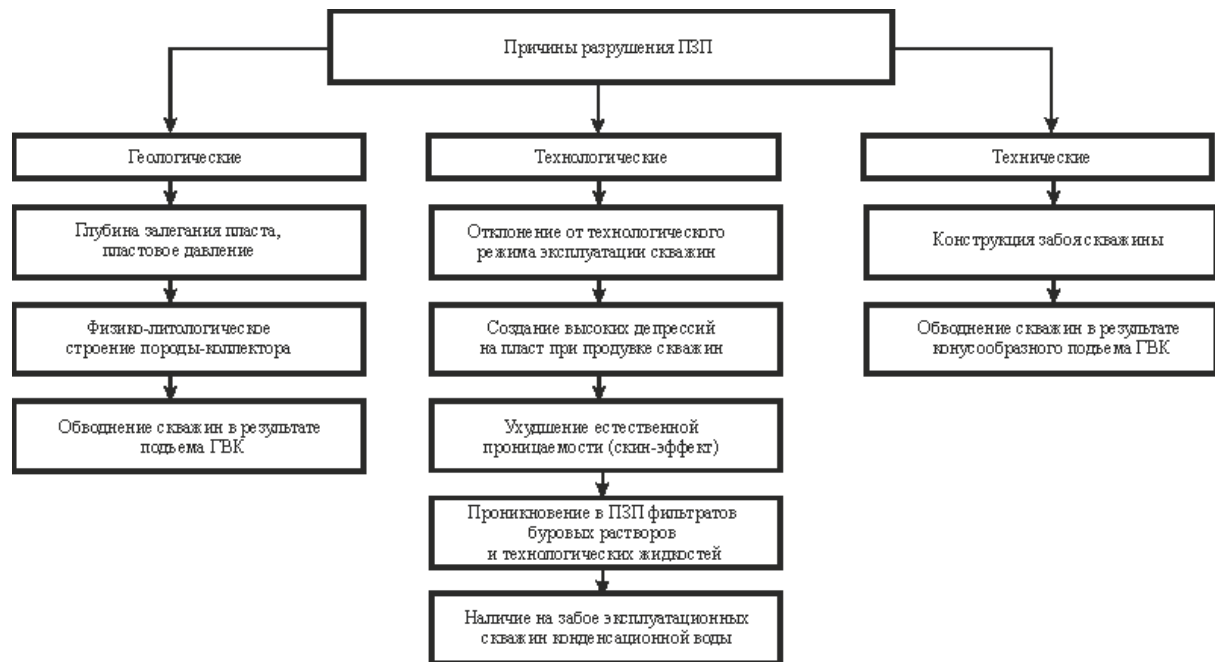 Причины разрушения ПЗП
Геологические
Технологические
Технические
Глубина залегания пласта,
пластовое давление
Отклонение от технологического
режима эксплуатации скважин
Конструкция забоя скважины
Физико-литологическое
строение породы-коллектора
Создание высоких депрессий
на пласт при продувке скважин
Обводнение скважин в результате
конусообразного подъема ГВК
Обводнение скважин в результате
подъема ГВК
Ухудшение естественной
проницаемости (скин-эффект)
Проникновение в ПЗП фильтратов
буровых растворов
и технологических жидкостей
Наличие на забое эксплуатационных
скважин конденсационной воды